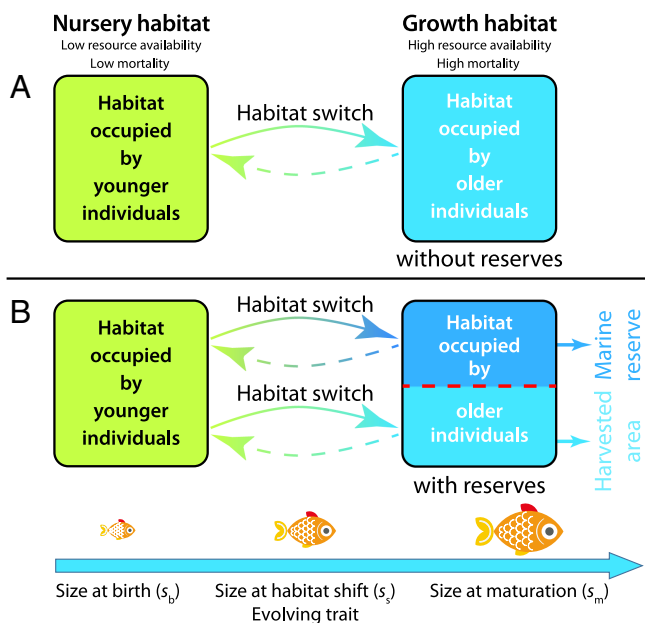 Nursery habitat
Low resource availability
Low mortality
Growth habitat
High resource availability
High mortality
A
Habitat
occupied
by
younger
individuals
Habitat switch
Habitat
occupied
by
older
individuals
without reserves
B
Habitat
occupied
by
younger
individuals
Habitat switch
Habitat switch
Habitat
occupied
by
older
individuals
Marine
reserve
Harvested
area
with reserves
Size at birth (s_b)
Size at habitat shift (s_s)
Evolving trait
Size at maturation (s_m)